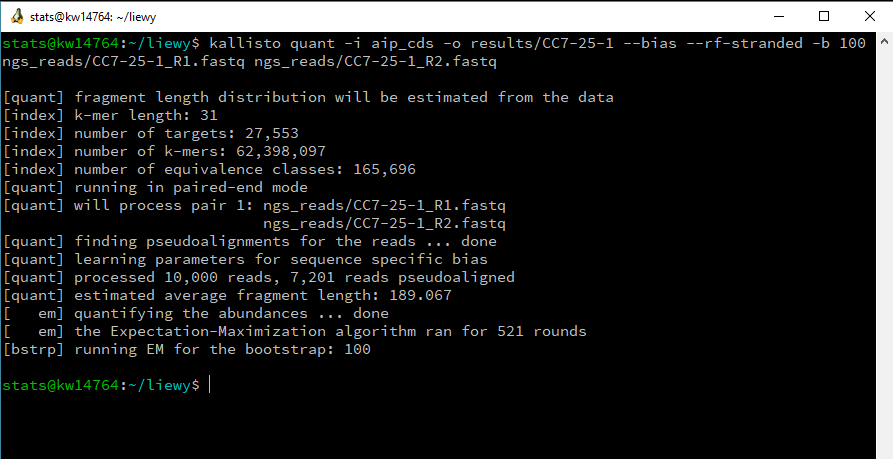 stats@kw14764: ~/liewy
stats@kw14764:~/liewy$ kallisto quant -i aip_cds -o results/CC7-25-1 --bias --rf-stranded -b 100
ngs_reads/CC7-25-1_R1.fastq ngs_reads/CC7-25-1_R2.fastq
[quant] fragment length distribution will be estimated from the data
[index] k-mer length: 31
[index] number of targets: 27,553
[index] number of k-mers: 62,398,097
[index] number of equivalence classes: 165,696
[quant] running in paired-end mode
[quant] will process pair 1: ngs_reads/CC7-25-1_R1.fastq
                             ngs_reads/CC7-25-1_R2.fastq
[quant] finding pseudoalignments for the reads ... done
[quant] learning parameters for sequence specific bias
[quant] processed 10,000 reads, 7,201 reads pseudoaligned
[quant] estimated average fragment length: 189.067
[   em] quantifying the abundances ... done
[   em] the Expectation-Maximization algorithm ran for 521 rounds
[bstrp] running EM for the bootstrap: 100
stats@kw14764:~/liewy$